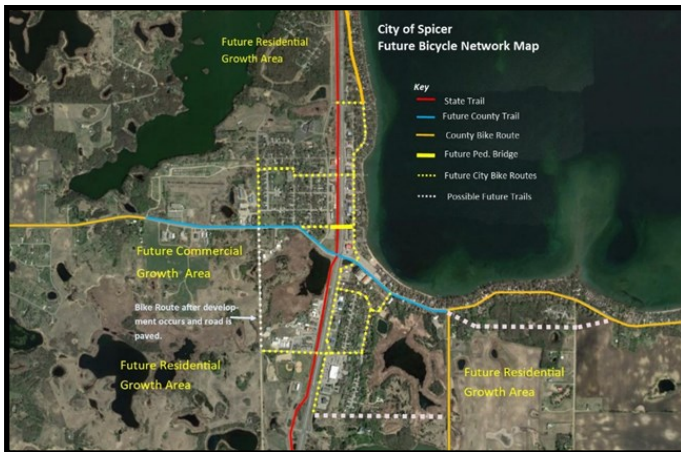 City of Spicer
Future Bicycle Network Map
Future Residential
Growth Area
Key
State Trail
Future County Trail
County Bike Route
Future Ped. Bridge
Future City Bike Routes
Possible Future Trails
Future Commercial
Growth Area
Bike Route after develop-
ment occurs and road is
paved.
Future Residential
Growth Area
Future Residential
Growth Area